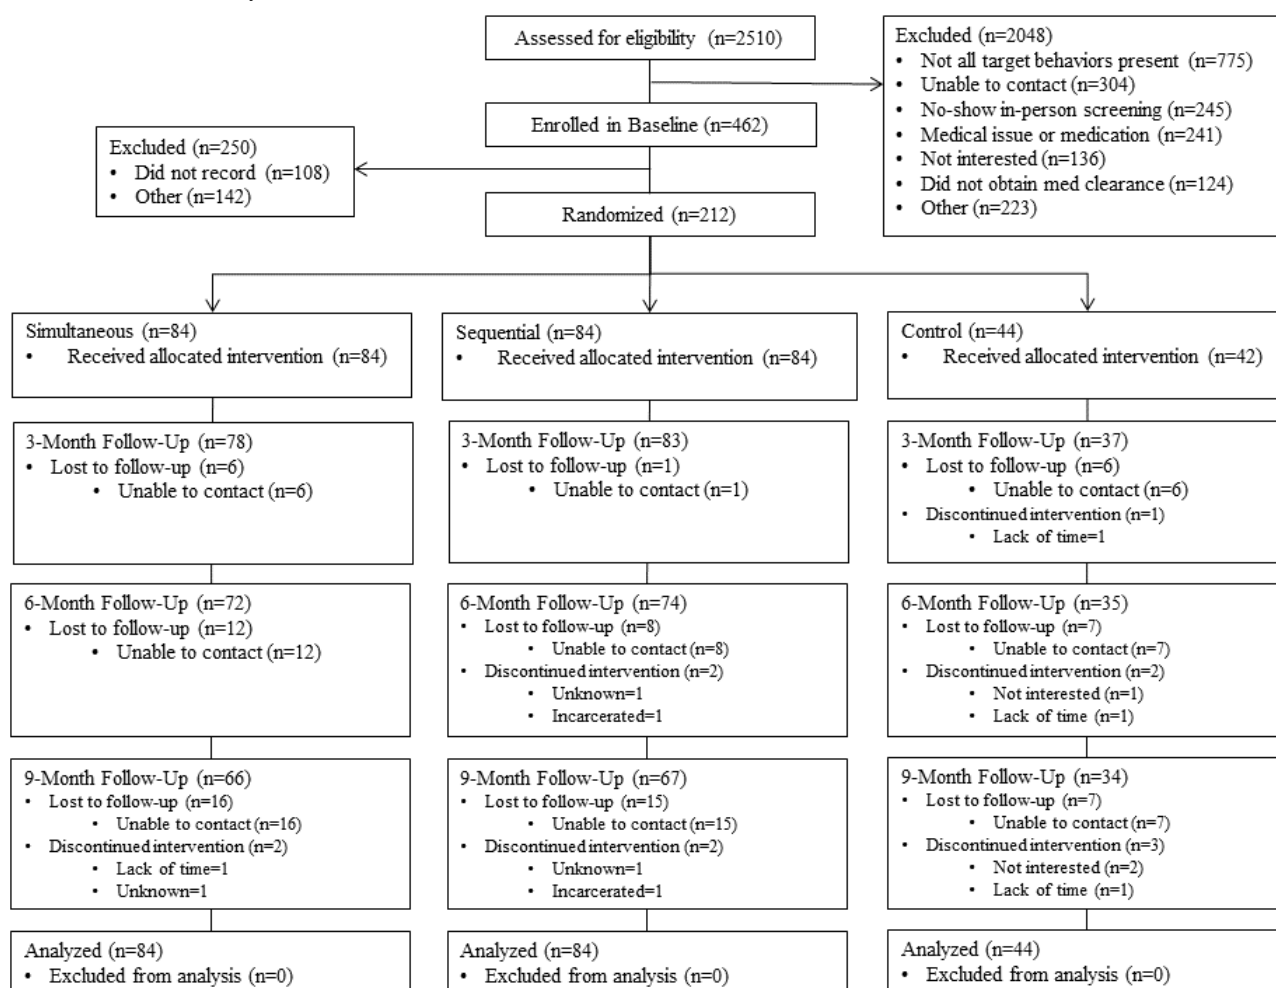 Assessed for eligibility (n=2510)
Excluded (n=2048)
• Not all target behaviors present (n=775)
• Unable to contact (n=304)
• No-show in-person screening (n=245)
• Medical issue or medication (n=241)
• Not interested (n=136)
• Did not obtain med clearance (n=124)
• Other (n=223)
Enrolled in Baseline (n=462)
Excluded (n=250)
• Did not record (n=108)
• Other (n=142)
Randomized (n=212)
Simultaneous (n=84)
• Received allocated intervention (n=84)
Sequential (n=84)
• Received allocated intervention (n=84)
Control (n=44)
• Received allocated intervention (n=42)
3-Month Follow-Up (n=78)
• Lost to follow-up (n=6)
• Unable to contact (n=6)
3-Month Follow-Up (n=83)
• Lost to follow-up (n=1)
• Unable to contact (n=1)
3-Month Follow-Up (n=37)
• Lost to follow-up (n=6)
• Unable to contact (n=6)
• Discontinued intervention (n=1)
• Lack of time=1
6-Month Follow-Up (n=72)
• Lost to follow-up (n=12)
• Unable to contact (n=12)
6-Month Follow-Up (n=74)
• Lost to follow-up (n=8)
• Unable to contact (n=8)
• Discontinued intervention (n=2)
• Unknown=1
• Incarcerated=1
6-Month Follow-Up (n=35)
• Lost to follow-up (n=7)
• Unable to contact (n=7)
• Discontinued intervention (n=2)
• Not interested (n=1)
• Lack of time (n=1)
9-Month Follow-Up (n=66)
• Lost to follow-up (n=16)
• Unable to contact (n=16)
• Discontinued intervention (n=2)
• Lack of time=1
• Unknown=1
9-Month Follow-Up (n=67)
• Lost to follow-up (n=15)
• Unable to contact (n=15)
• Discontinued intervention (n=2)
• Unknown=1
• Incarcerated=1
9-Month Follow-Up (n=34)
• Lost to follow-up (n=7)
• Unable to contact (n=7)
• Discontinued intervention (n=3)
• Not interested (n=2)
• Lack of time (n=1)
Analyzed (n=84)
• Excluded from analysis (n=0)
Analyzed (n=84)
• Excluded from analysis (n=0)
Analyzed (n=44)
• Excluded from analysis (n=0)